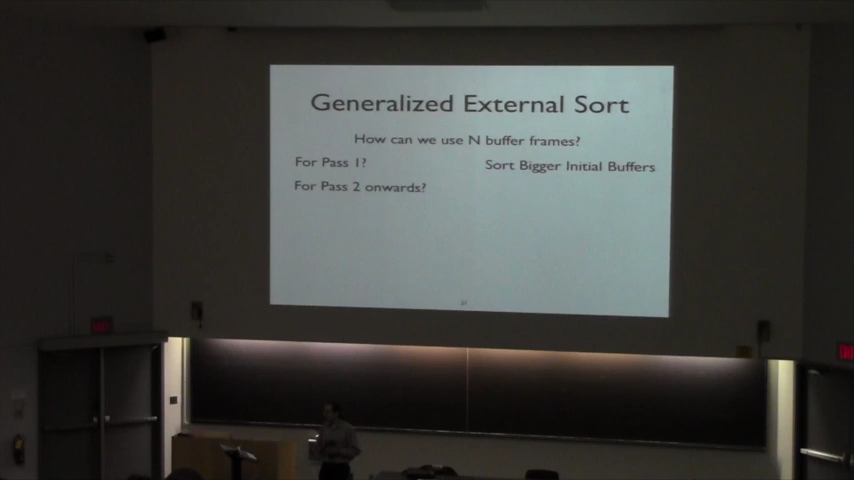 Generalized External Sort
How can we use N buffer frames?
For Pass 1?
Sort Bigger Initial Buffers
For Pass 2 onwards?